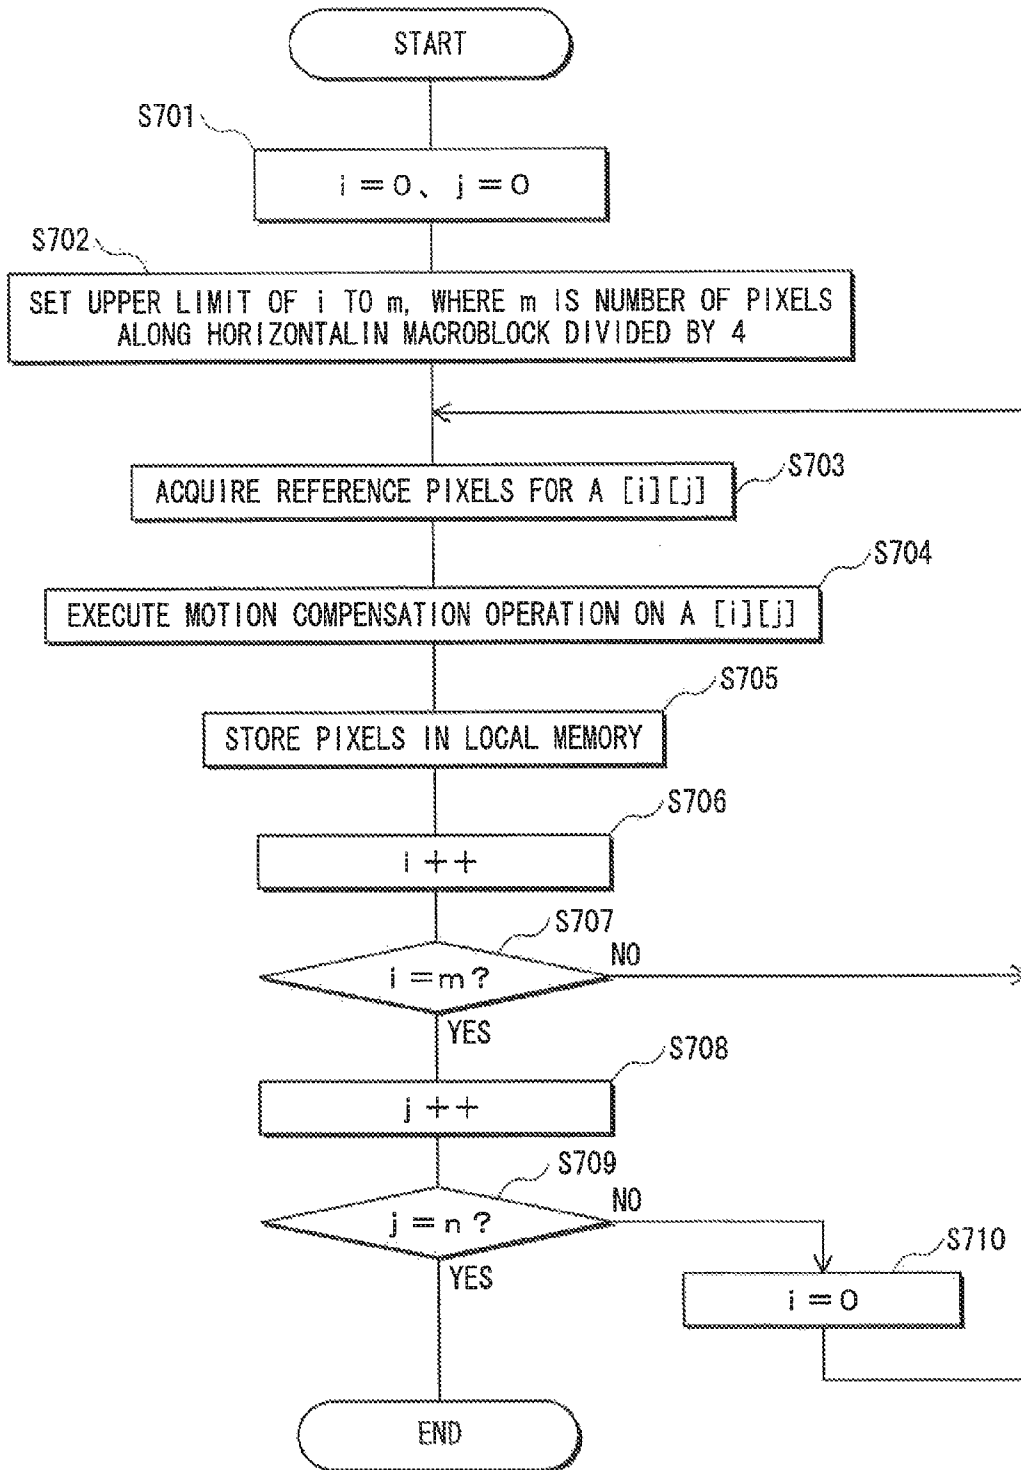 START
S701
i=0、 j=0
S702
SET UPPER LIMIT OF i TO m, WHERE m IS NUMBER OF PIXELS
ALONG HORIZONTALIN MACROBLOCK DIVIDED BY 4
S703
ACQUIRE REFERENCE PIXELS FOR A [i][j]
S704
EXECUTE MOTION COMPENSATION OPERATION ON A [i][j]
S705
STORE PIXELS IN LOCAL MEMORY
S706
i++
S707
i=m?
NO
YES
S708
j++
S709
j=n?
NO
YES
S710
i=0
END